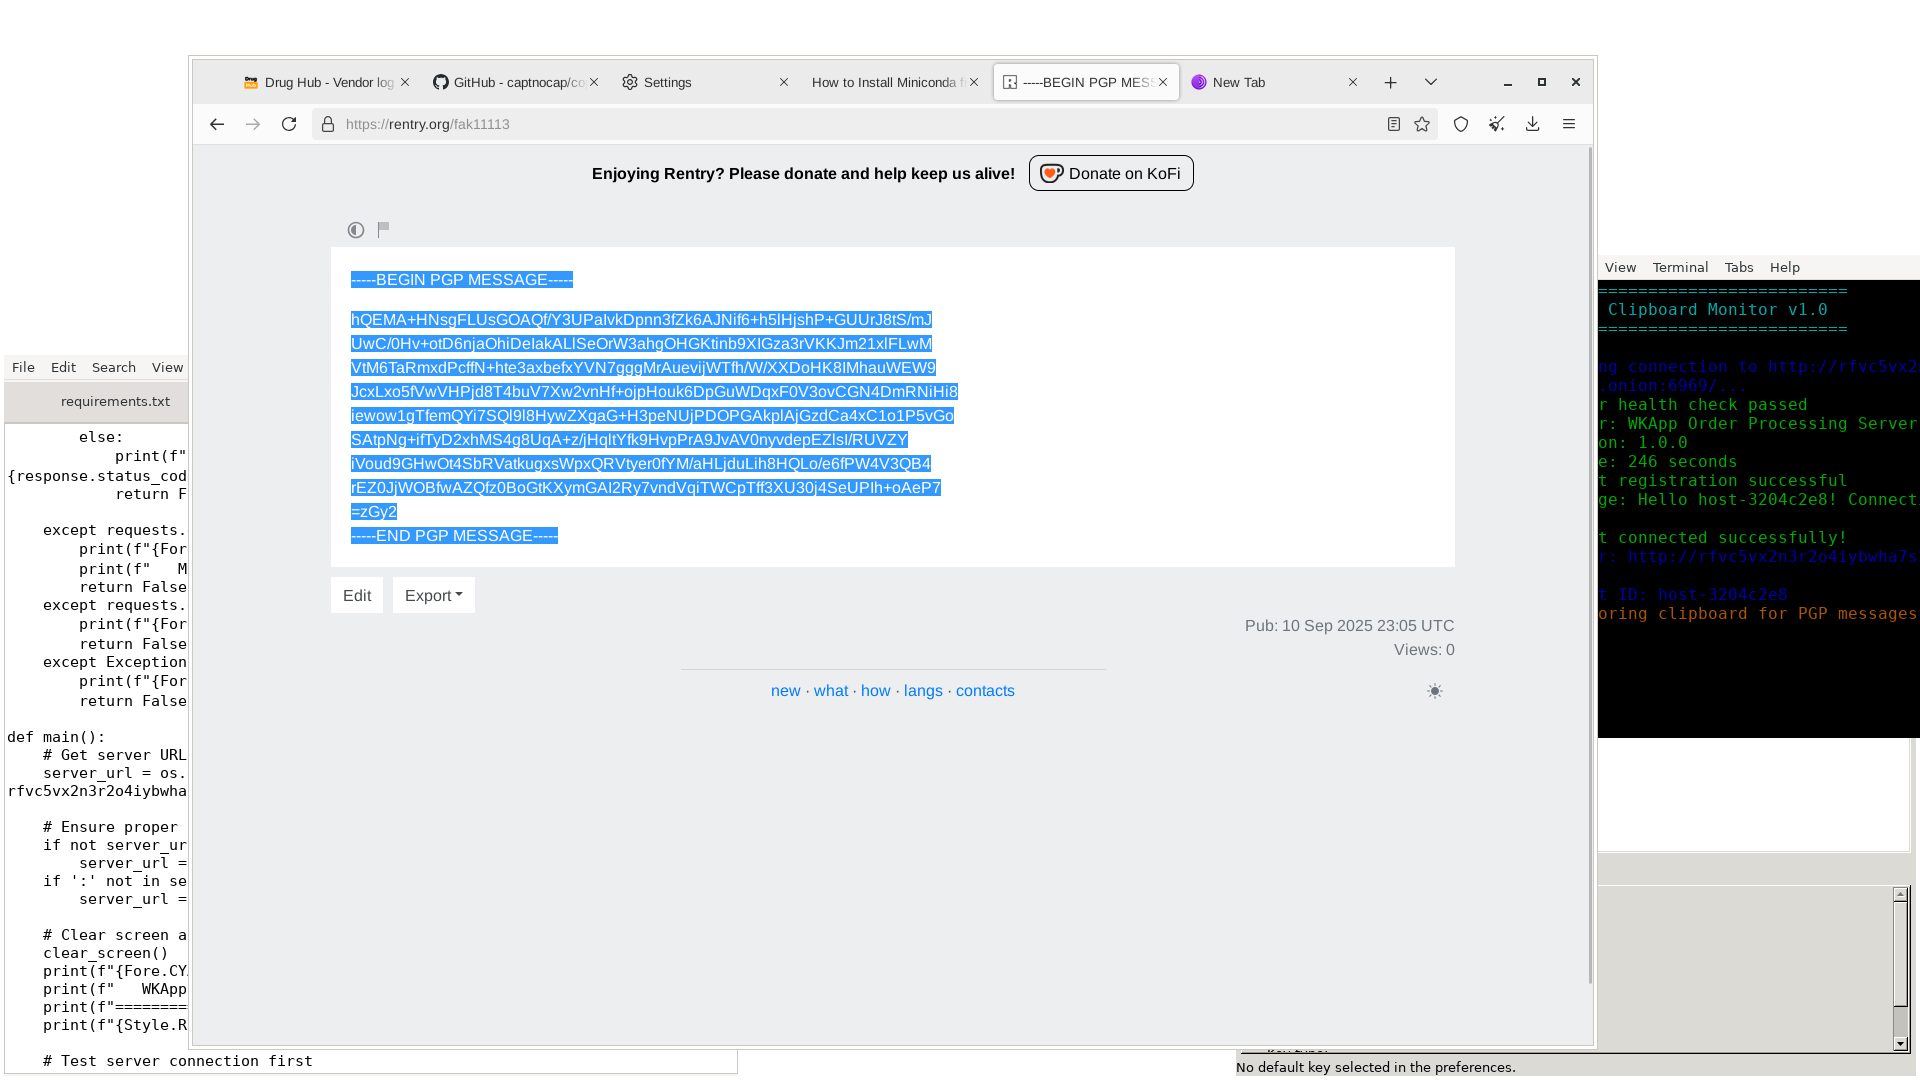 Drug Hub - Vendor log
GitHub - captnocap/co
Settings
How to Install Miniconda f
-----BEGIN PGP MESS
New Tab
https://rentry.org/fak11113
Enjoying Rentry? Please donate and help keep us alive!
Donate on KoFi
-----BEGIN PGP MESSAGE-----
hQEMA+HNsgFLUsGOAQf/Y3UPaIvkDpnn3fZk6AJNif6+h5lHjshP+GUUrJ8tS/mJ
UwC/0Hv+otD6njaOhiDeIakALlSeOrW3ahgOHGKtinb9XIGza3rVKKJm21xlFLwM
VtM6TaRmxdPcffN+hte3axbefxYVN7gggMrAuevijWTfh/W/XXDoHK8IMhauWEW9
JcxLxo5fVwVHPjd8T4buV7Xw2vnHf+ojpHouk6DpGuWDqxF0V3ovCGN4DmRNiHi8
iewow1gTfemQYi7SQl9l8HywZXgaG+H3peNUjPDOPGAkplAjGzdCa4xC1o1P5vGo
SAtpNg+ifTyD2xhMS4g8UqA+z/jHqltYfk9HvpPrA9JvAV0nyvdepEZlsI/RUVZY
iVoud9GHwOt4SbRVatkugxsWpxQRVtyer0fYM/aHLjduLih8HQLo/e6fPW4V3QB4
rEZ0JjWOBfwAZQfz0BoGtKXymGAI2Ry7vndVqiTWCpTff3XU30j4SeUPIh+oAeP7
=zGy2
-----END PGP MESSAGE-----
Edit
Export
Pub: 10 Sep 2025 23:05 UTC
Views: 0
new · what · how · langs · contacts
File Edit Search View
requirements.txt
else:
print(f"
{response.status_cod
return F
except requests.
print(f"{For
print(f"   M
return False
except requests.
print(f"{For
return False
except Exception
print(f"{For
return False
def main():
# Get server URL
server_url = os.
rfvc5vx2n3r2o4iybwha
# Ensure proper
if not server_ur
server_url =
if ':' not in se
server_url =
# Clear screen a
clear_screen()
print(f"{Fore.CY
print(f"   WKApp
print(f"========
print(f"{Style.R
# Test server connection first
View Terminal Tabs Help
=========================
Clipboard Monitor v1.0
=========================
ng connection to http://rfvc5vx2
.onion:6969/...
r health check passed
r: WKApp Order Processing Server
on: 1.0.0
e: 246 seconds
t registration successful
ge: Hello host-3204c2e8! Connect
t connected successfully!
r: http://rfvc5vx2n3r2o4iybwha7s
t ID: host-3204c2e8
oring clipboard for PGP messages
No default key selected in the preferences.